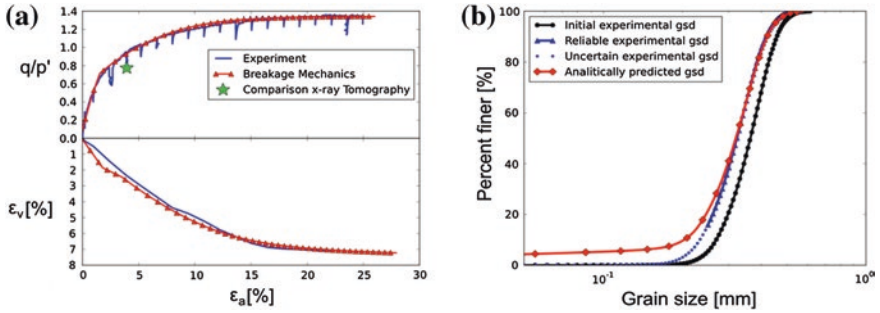 (a)
1.4
1.2
1.0
0.8
0.6
0.4
0.2
0.0
q/p'
Experiment
Breakage Mechanics
Comparison x-ray Tomography
1
2
3
4
5
6
7
8
εv[%]
0 5 10 15 20 25 30
εa[%]
(b)
100
80
60
40
20
0
Percent finer [%]
Initial experimental gsd
Reliable experimental gsd
Uncertain experimental gsd
Analitically predicted gsd
10⁻¹ 10⁰
Grain size [mm]